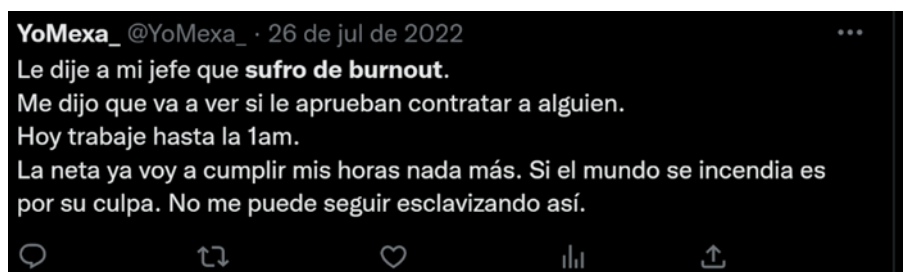 YoMexa_ @YoMexa_ · 26 de jul de 2022
Le dije a mi jefe que sufro de burnout.
Me dijo que va a ver si le aprueban contratar a alguien.
Hoy trabaje hasta la 1am.
La neta ya voy a cumplir mis horas nada más. Si el mundo se incendia es
por su culpa. No me puede seguir esclavizando así.